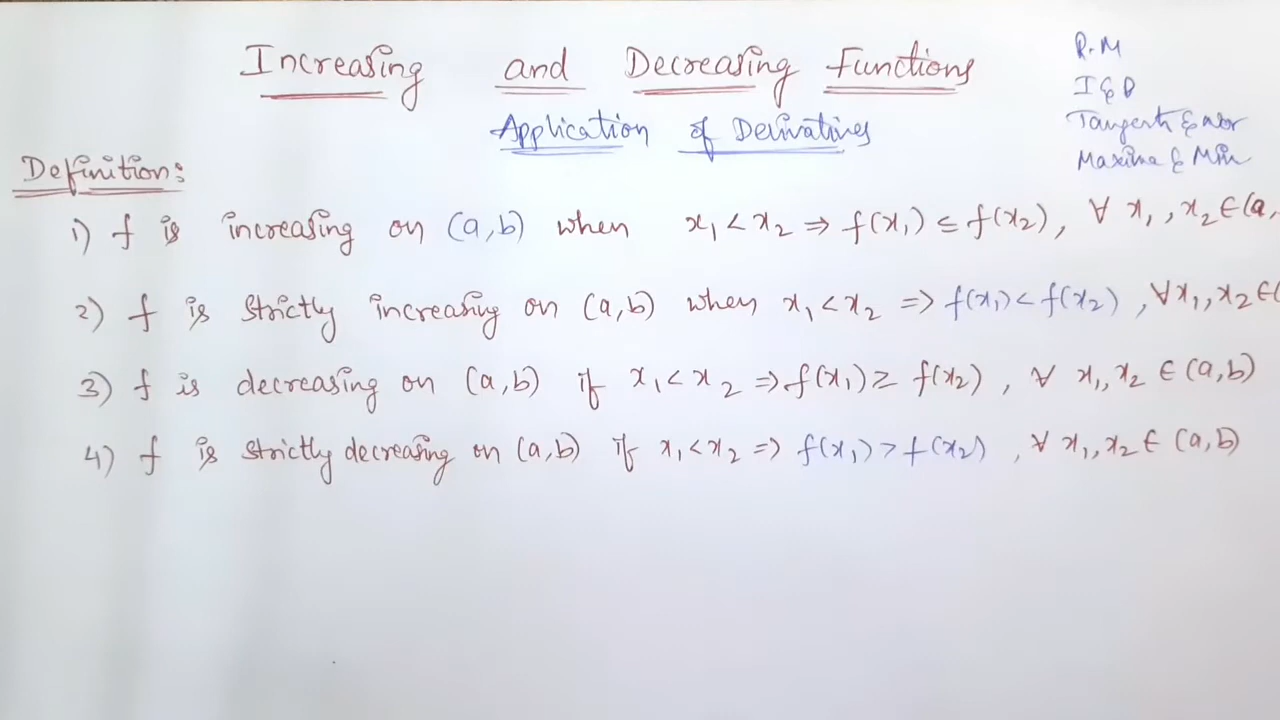 Increasing and Decreasing Functions
Application of Derivatives
R.M
I & D
Tangents & Nor
Maxima & Min
Definition:
1) f is increasing on (a,b) when x₁ < x₂ ⇒ f(x₁) ≤ f(x₂), ∀ x₁, x₂ ∈ (a,
2) f is strictly increasing on (a,b) when x₁ < x₂ ⇒ f(x₁) < f(x₂), ∀ x₁, x₂ ∈ (
3) f is decreasing on (a,b) if x₁ < x₂ ⇒ f(x₁) ≥ f(x₂), ∀ x₁, x₂ ∈ (a,b)
4) f is strictly decreasing on (a,b) if x₁ < x₂ ⇒ f(x₁) > f(x₂), ∀ x₁, x₂ ∈ (a,b)